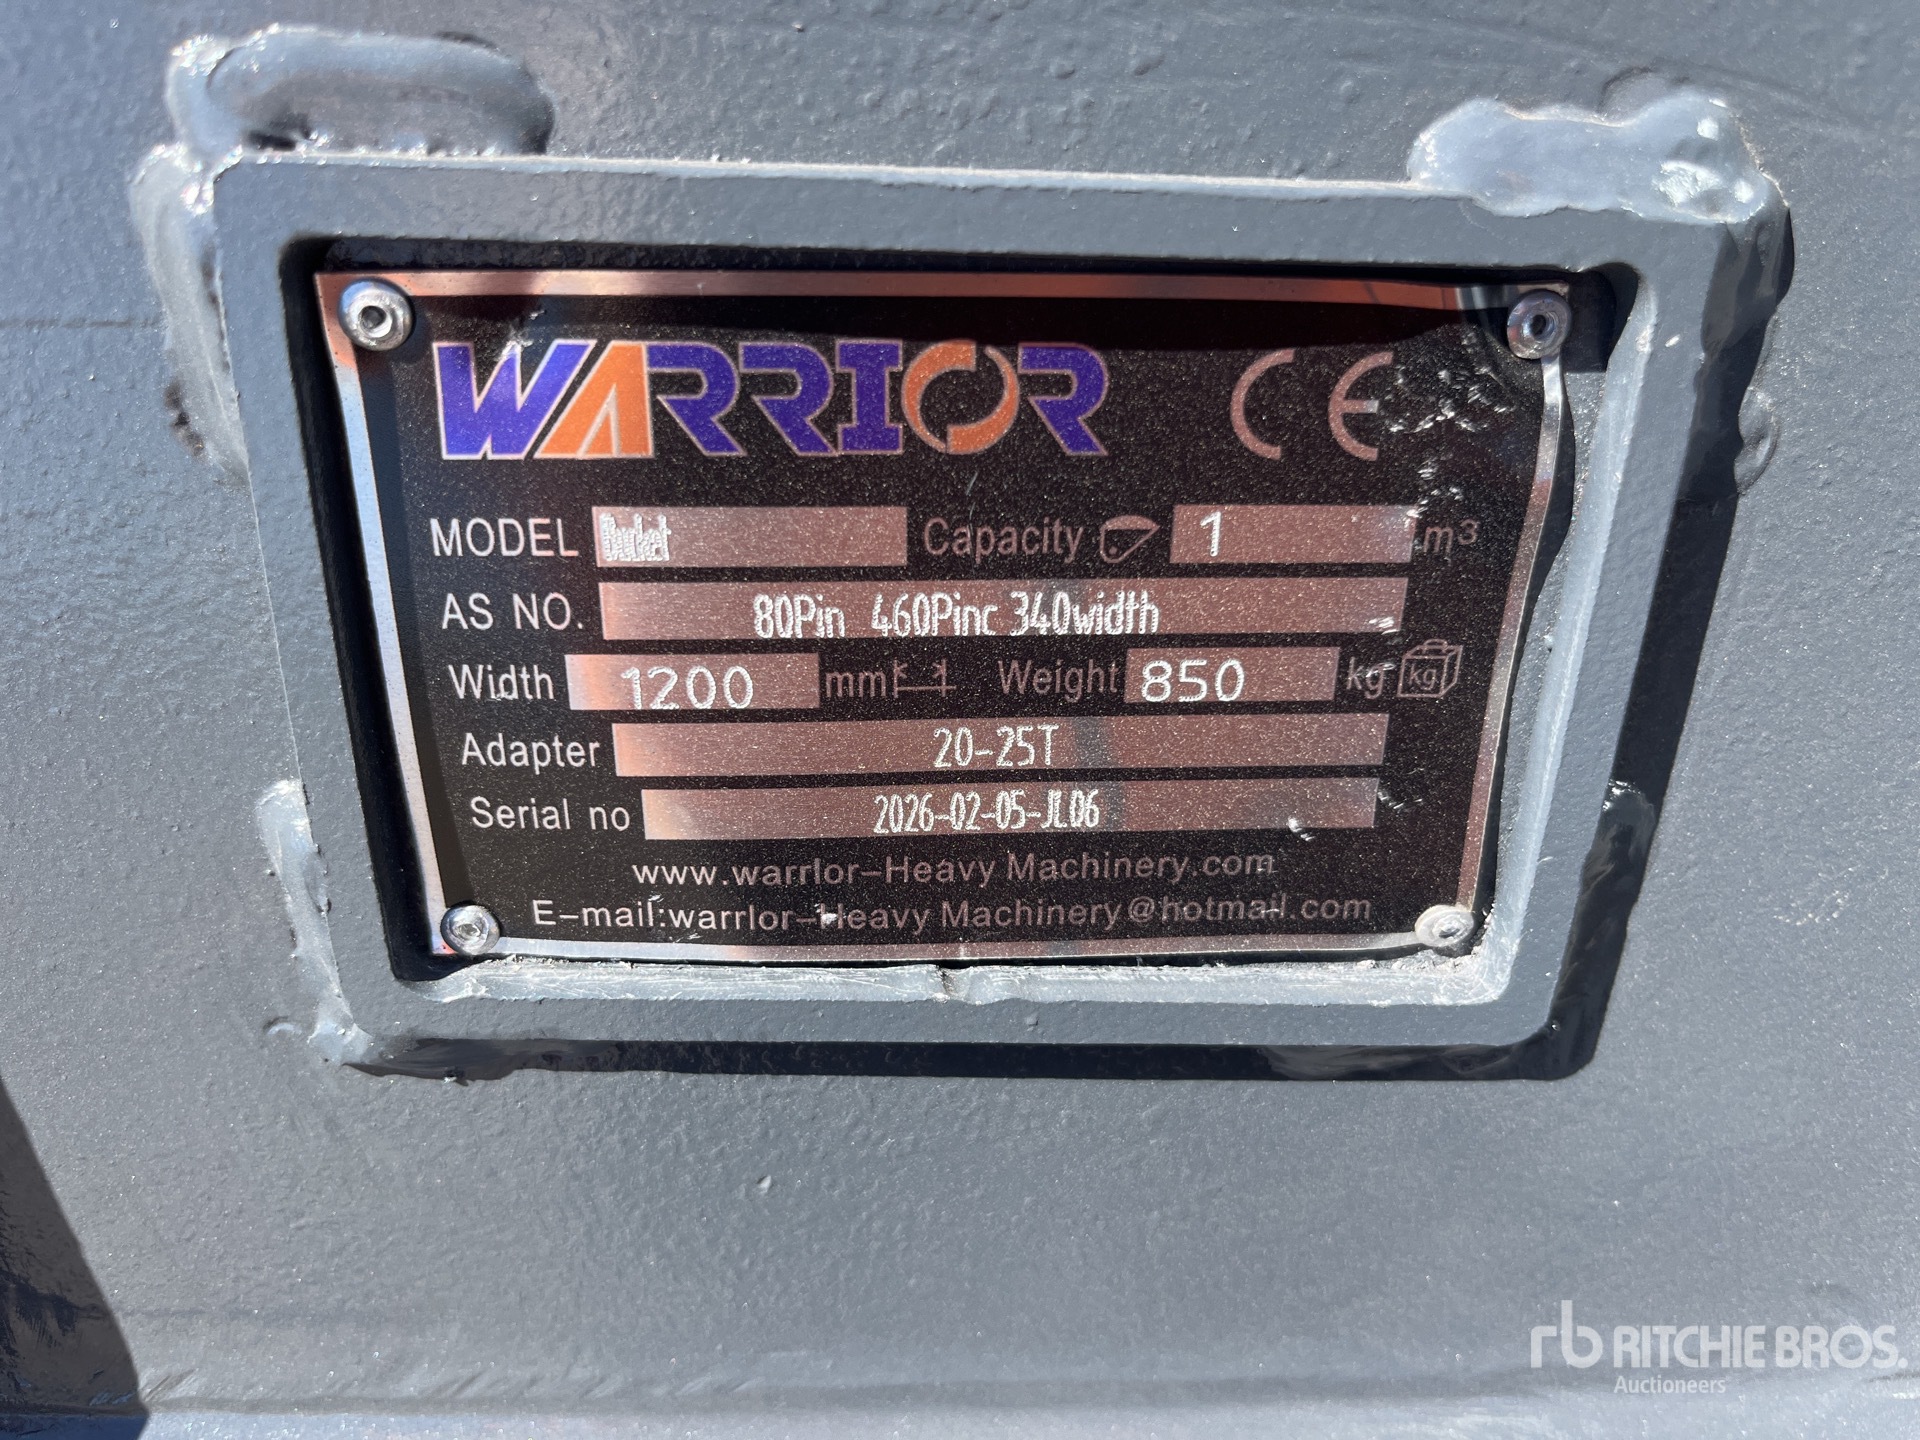 WARRIOR CE
MODEL Bucket Capacity 1 m³
AS NO. 80Pin 460Pinc 340width
Width 1200 mm Weight 850 kg kg
Adapter 20-25T
Serial no 2026-02-05-JL06
www.warrlor-Heavy Machinery.com
E-mail:warrlor-Heavy Machinery@hotmail.com
rb RITCHIE BROS.
Auctioneers